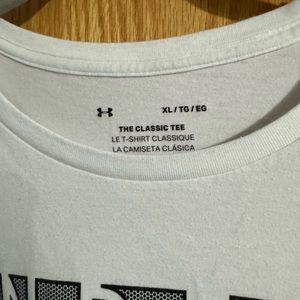 XL / TG / EG
THE CLASSIC TEE
LE T-SHIRT CLASSIQUE
LA CAMISETA CLÁSICA